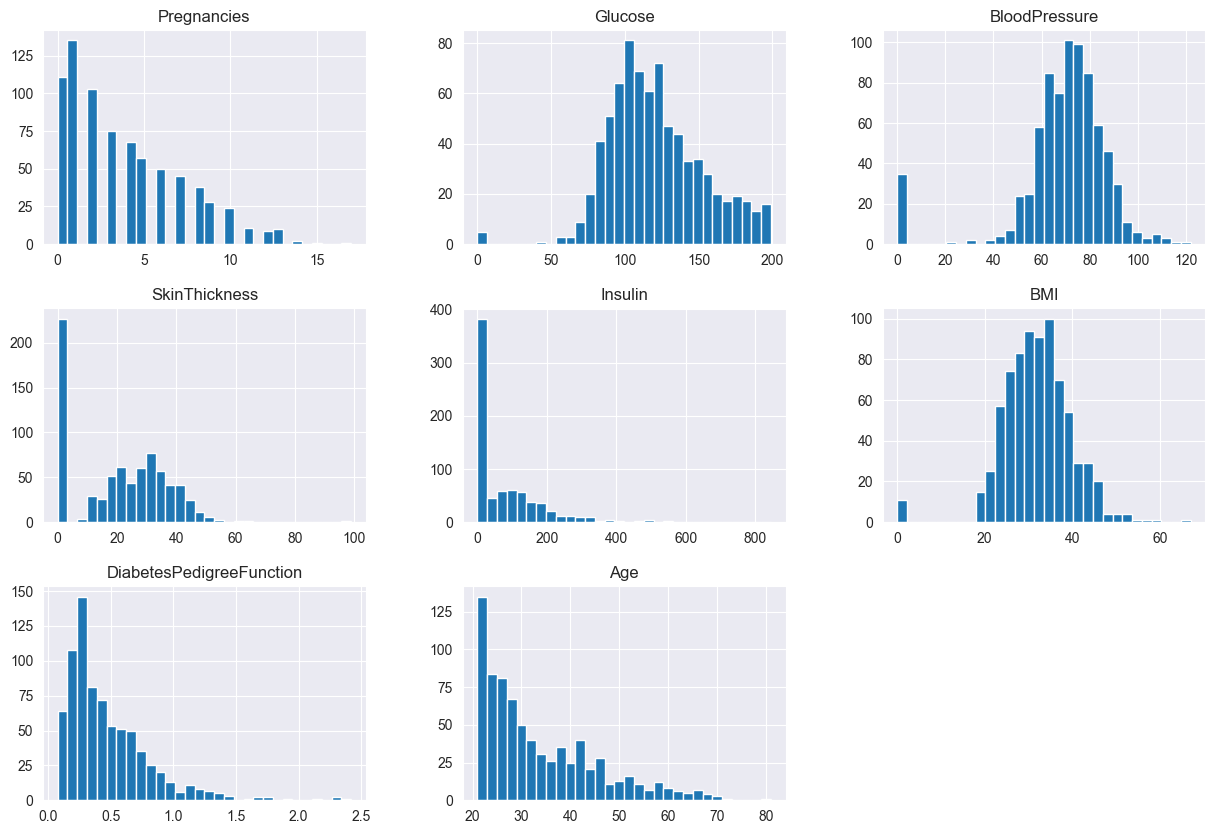 Pregnancies
125
100
75
50
25
0
0 5 10 15
Glucose
80
60
40
20
0
0 50 100 150 200
BloodPressure
100
80
60
40
20
0
0 20 40 60 80 100 120
SkinThickness
200
150
100
50
0
0 20 40 60 80 100
Insulin
400
300
200
100
0
0 200 400 600 800
BMI
100
80
60
40
20
0
0 20 40 60
DiabetesPedigreeFunction
150
125
100
75
50
25
0
0.0 0.5 1.0 1.5 2.0 2.5
Age
125
100
75
50
25
0
20 30 40 50 60 70 80